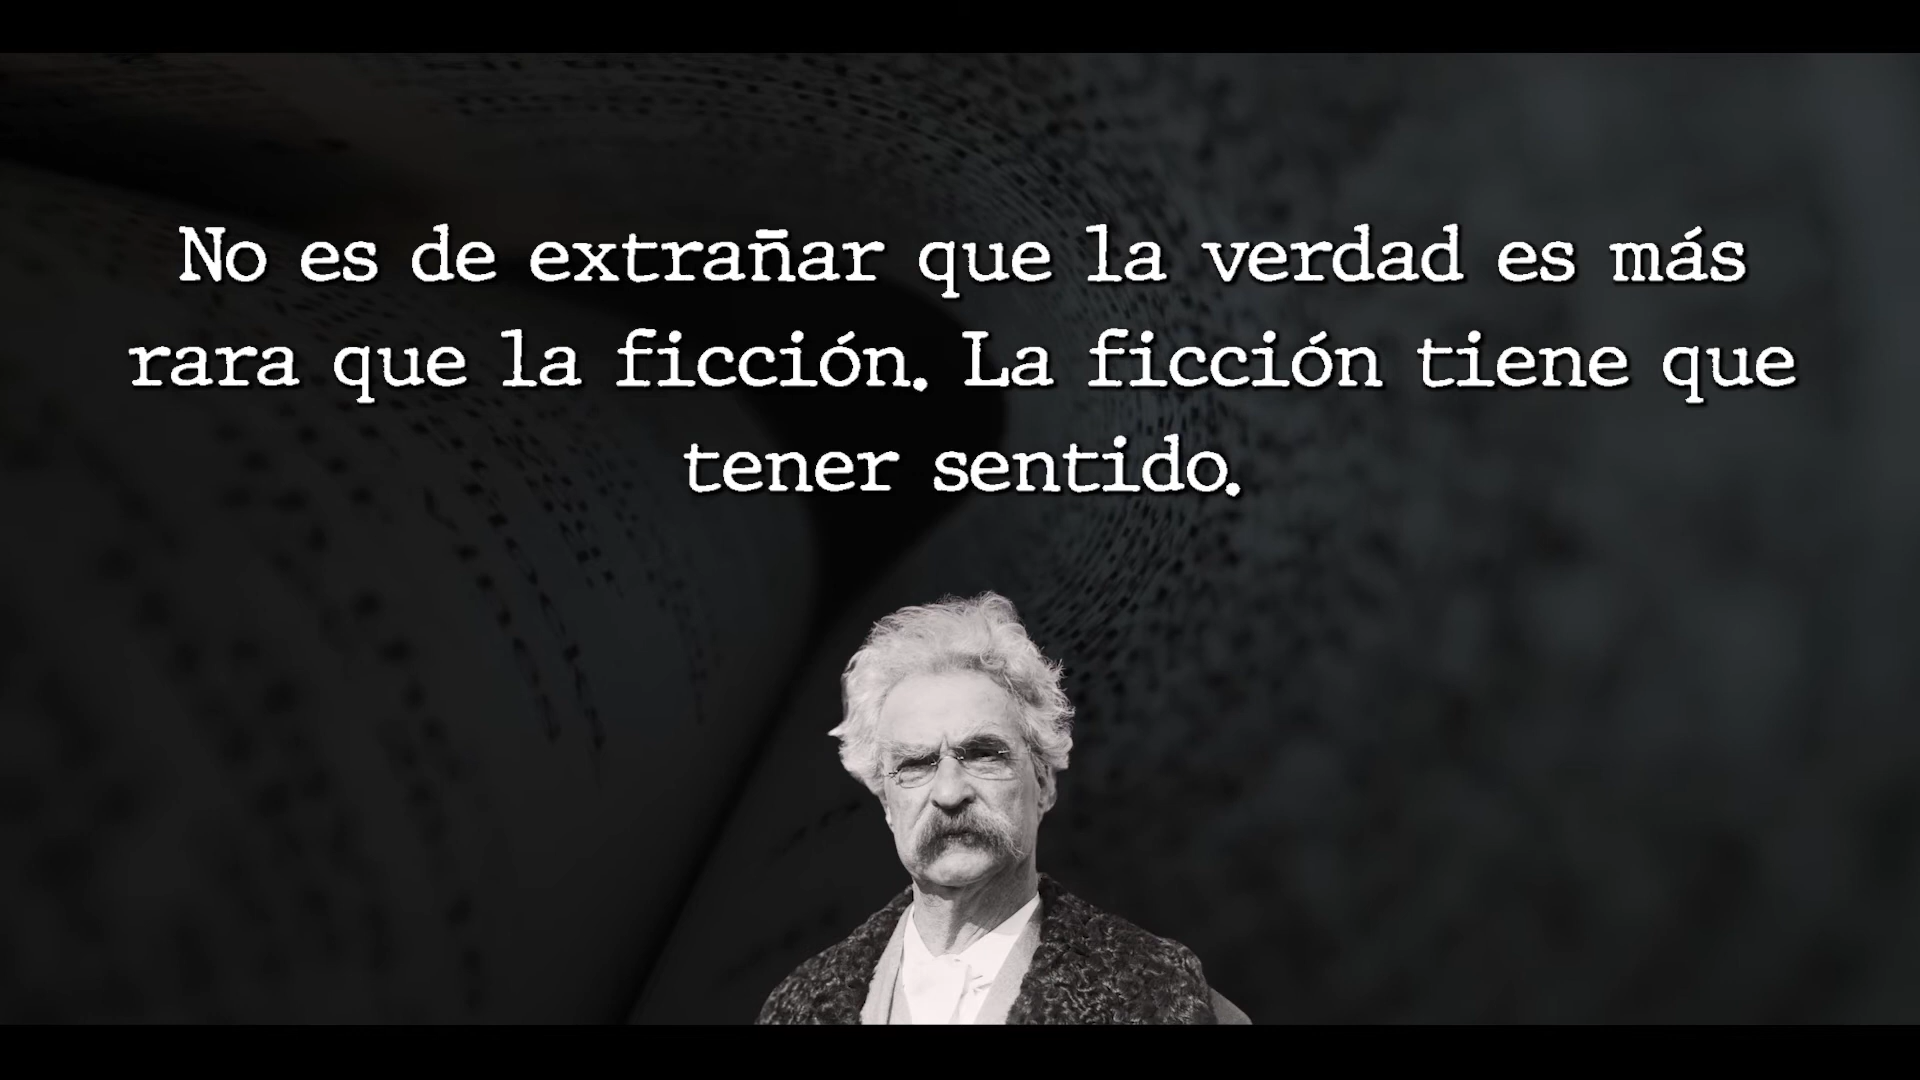 No es de extrañar que la verdad es más
rara que la ficción. La ficción tiene que
tener sentido.